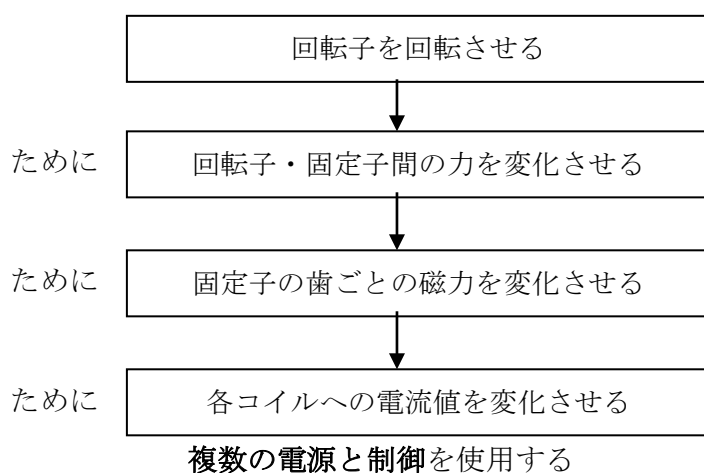 回転子を回転させる
ために 回転子・固定子間の力を変化させる
ために 固定子の歯ごとの磁力を変化させる
ために 各コイルへの電流値を変化させる
複数の電源と制御を使用する